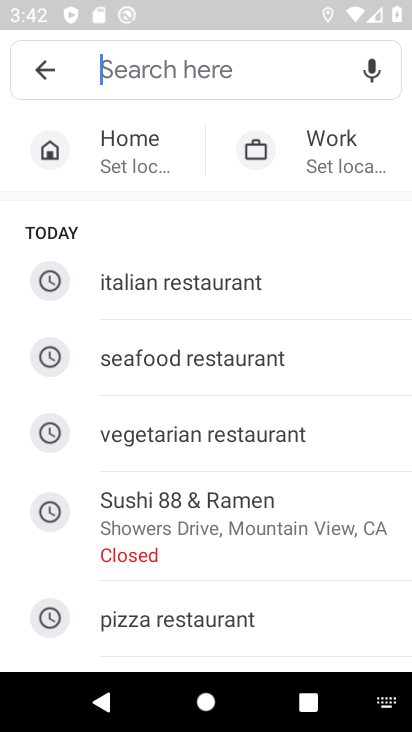 3:42
Search here
Home
Set loc...
Work
Set loca...
TODAY
italian restaurant
seafood restaurant
vegetarian restaurant
Sushi 88 & Ramen
Showers Drive, Mountain View, CA
Closed
pizza restaurant